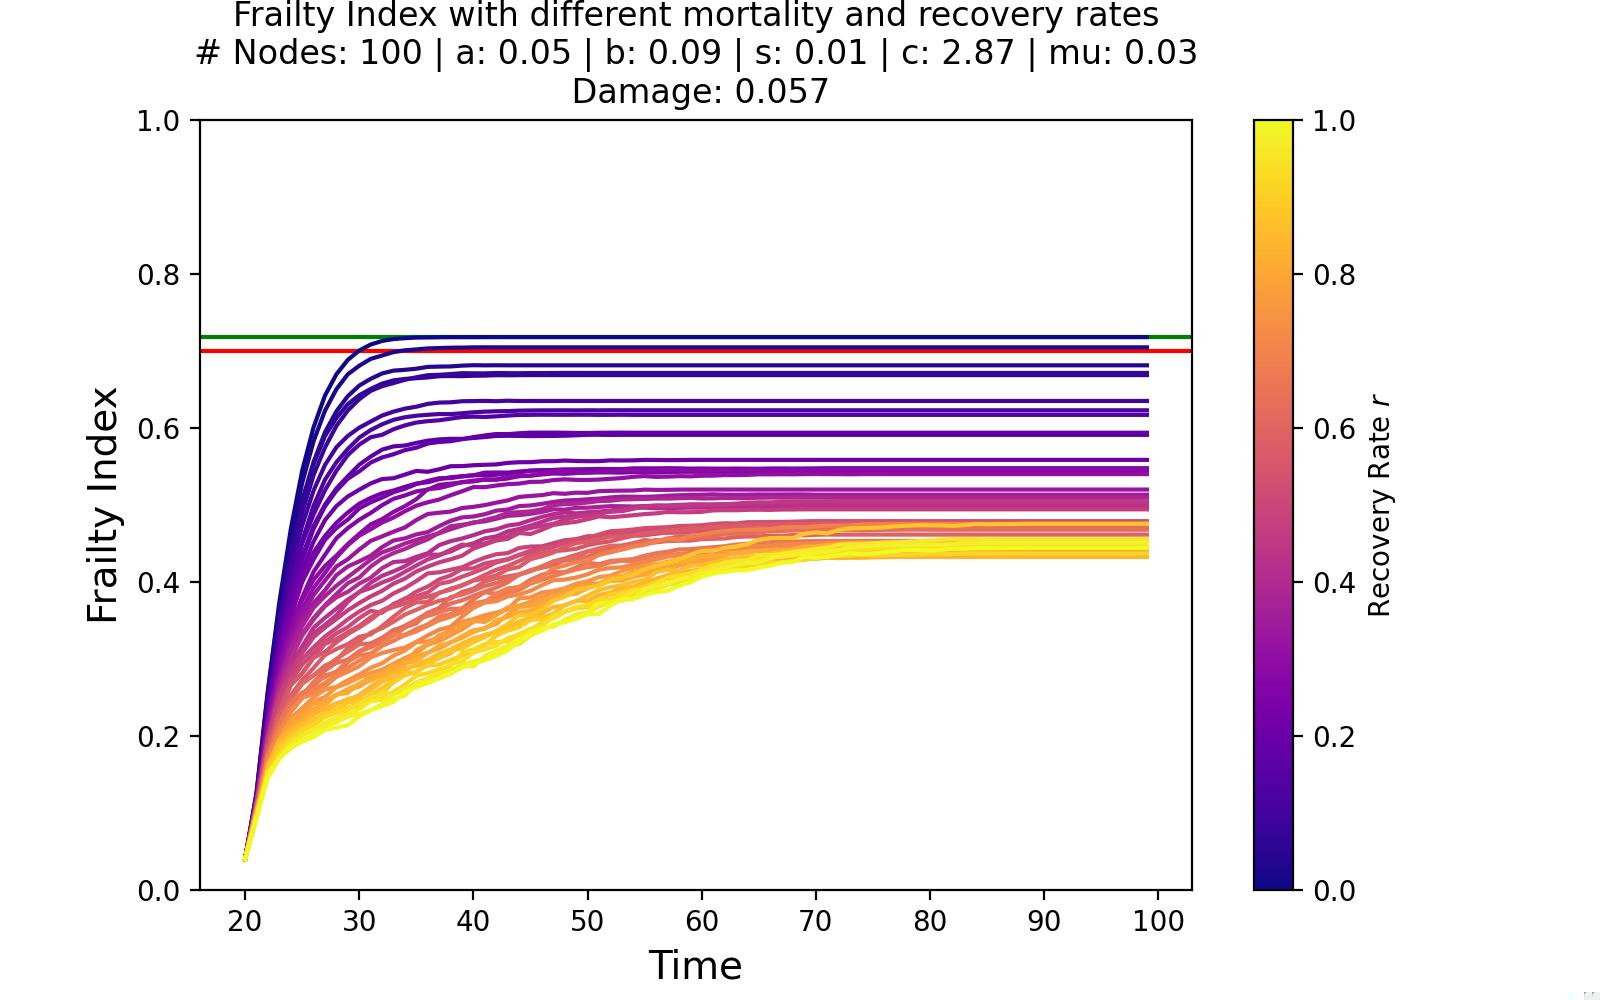 Frailty Index with different mortality and recovery rates
# Nodes: 100 | a: 0.05 | b: 0.09 | s: 0.01 | c: 2.87 | mu: 0.03
Damage: 0.057
1.0
0.8
0.6
0.4
0.2
0.0
Frailty Index
20 30 40 50 60 70 80 90 100
Time
1.0
0.8
0.6
0.4
0.2
0.0
Recovery Rate r